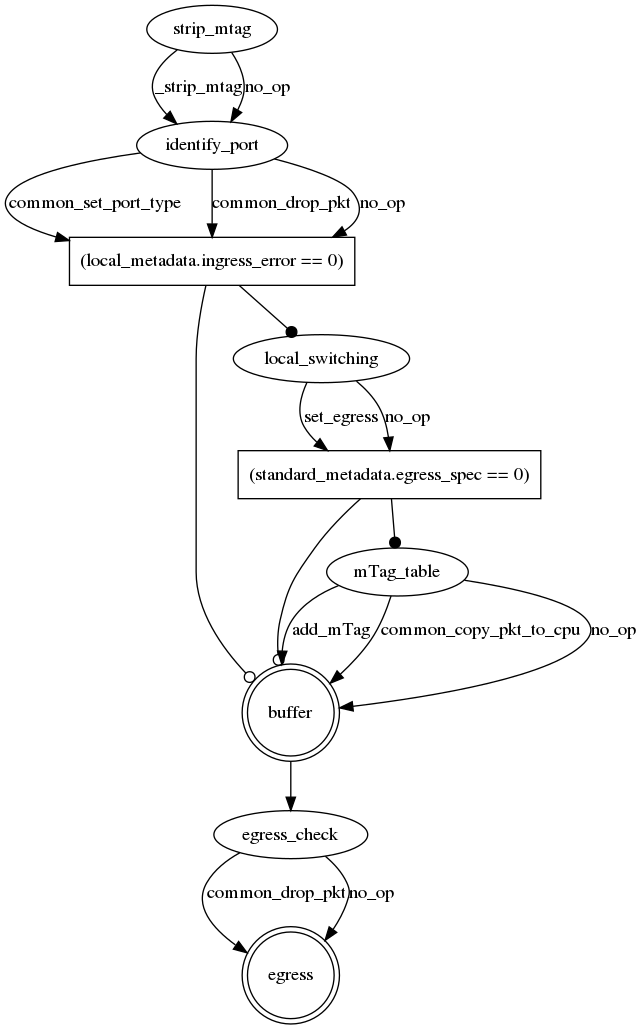 strip_mtag
_strip_mtag no_op
identify_port
common_set_port_type common_drop_pkt no_op
(local_metadata.ingress_error == 0)
local_switching
set_egress no_op
(standard_metadata.egress_spec == 0)
mTag_table
add_mTag common_copy_pkt_to_cpu no_op
buffer
egress_check
common_drop_pkt no_op
egress